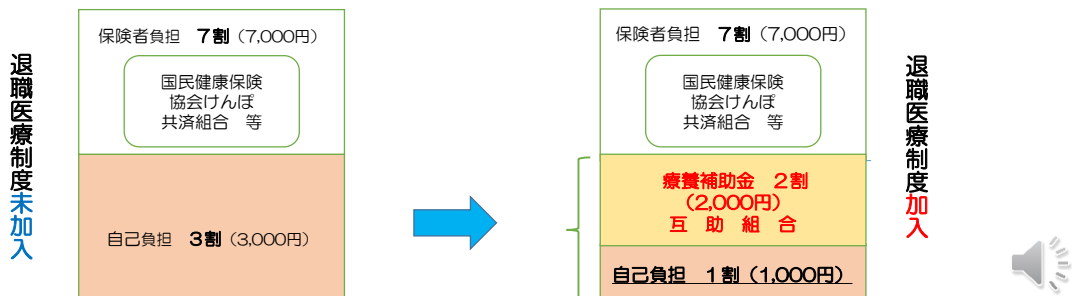 退職医療制度未加入
保険者負担　７割（7,000円）
国民健康保険
協会けんぽ
共済組合　等
自己負担　３割（3,000円）
保険者負担　７割（7,000円）
国民健康保険
協会けんぽ
共済組合　等
療養補助金　２割
（2,000円）
互　助　組　合
自己負担　１割（1,000円）
退職医療制度加入